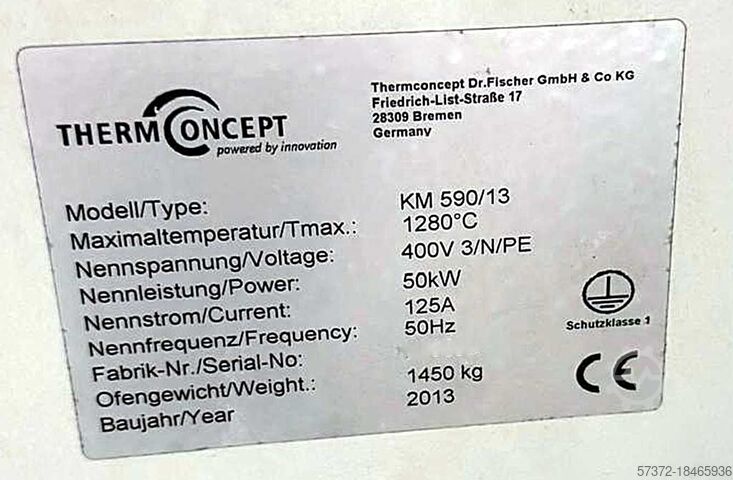 THERMCONCEPT
powered by innovation
Thermconcept Dr.Fischer GmbH & Co KG
Friedrich-List-Straße 17
28309 Bremen
Germany
Modell/Type: KM 590/13
Maximaltemperatur/Tmax.: 1280°C
Nennspannung/Voltage: 400V 3/N/PE
Nennleistung/Power: 50kW
Nennstrom/Current: 125A
Nennfrequenz/Frequency: 50Hz
Fabrik-Nr./Serial-No:
Ofengewicht/Weight.: 1450 kg
Baujahr/Year 2013
Schutzklasse 1
CE
57372-18465936